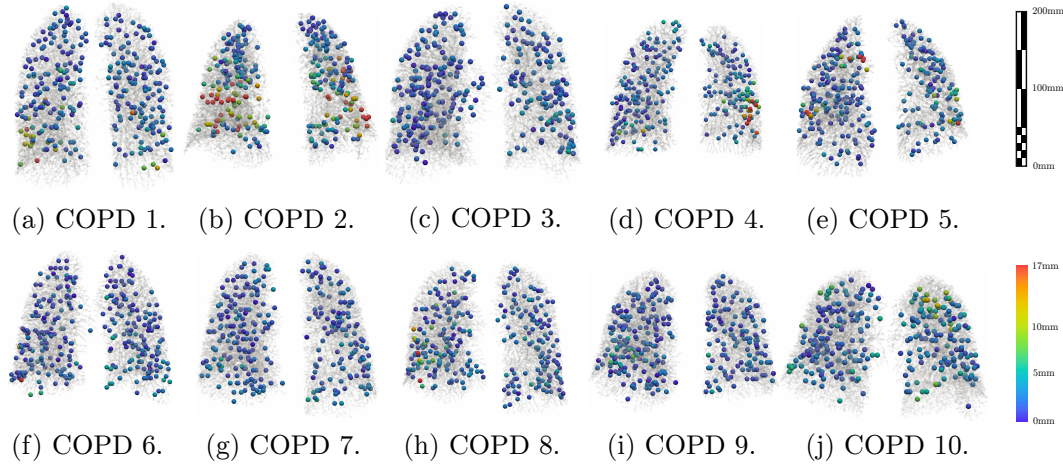 200mm
100mm
0mm
(a) COPD 1.
(b) COPD 2.
(c) COPD 3.
(d) COPD 4.
(e) COPD 5.
17mm
10mm
5mm
0mm
(f) COPD 6.
(g) COPD 7.
(h) COPD 8.
(i) COPD 9.
(j) COPD 10.